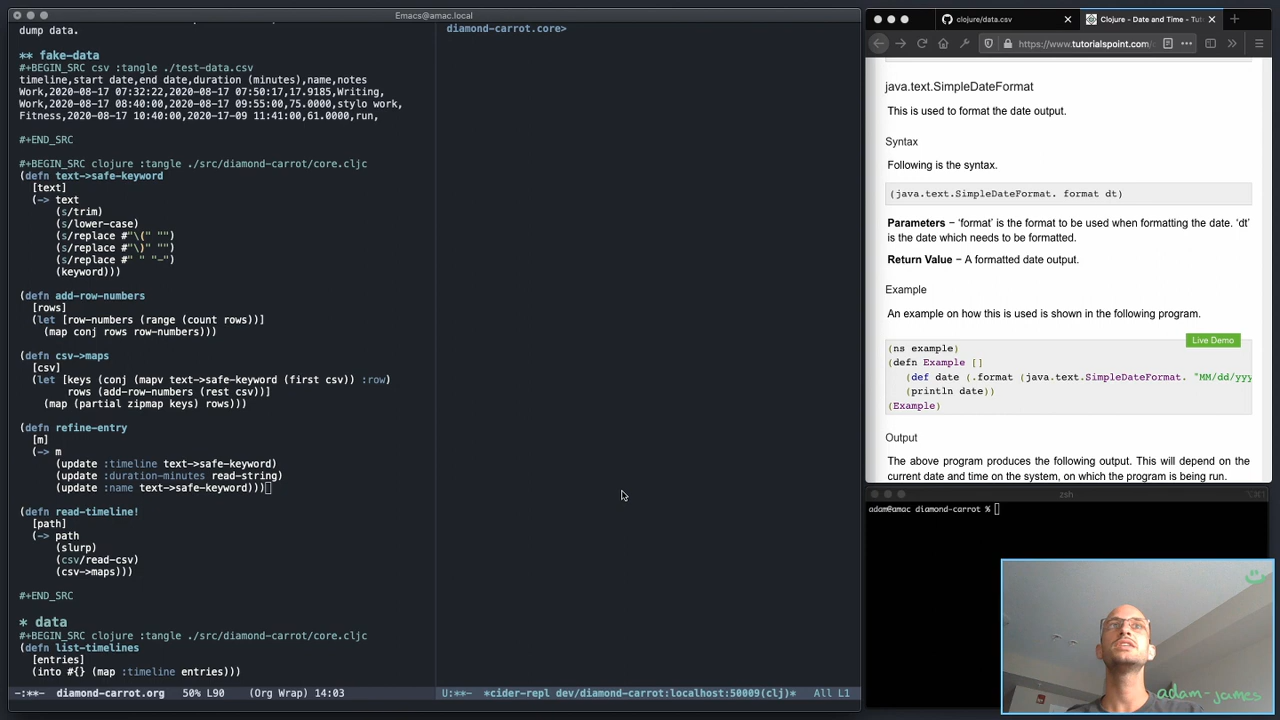 Emacs@amac.local
dump data.
** fake-data
#+BEGIN_SRC csv :tangle ./test-data.csv
timeline,start date,end date,duration (minutes),name,notes
Work,2020-08-17 07:32:22,2020-08-17 07:50:17,17.9185,Writing,
Work,2020-08-17 08:40:00,2020-08-17 09:55:00,75.0000,stylo work,
Fitness,2020-08-17 10:40:00,2020-17-09 11:41:00,61.0000,run,
#+END_SRC
#+BEGIN_SRC clojure :tangle ./src/diamond-carrot/core.cljc
(defn text->safe-keyword
[text]
(-> text
(s/trim)
(s/lower-case)
(s/replace #"\(" "")
(s/replace #"\)" "")
(s/replace #" " "-")
(keyword)))
(defn add-row-numbers
[rows]
(let [row-numbers (range (count rows))]
(map conj rows row-numbers)))
(defn csv->maps
[csv]
(let [keys (conj (mapv text->safe-keyword (first csv)) :row)
rows (add-row-numbers (rest csv))]
(map (partial zipmap keys) rows)))
(defn refine-entry
[m]
(-> m
(update :timeline text->safe-keyword)
(update :duration-minutes read-string)
(update :name text->safe-keyword)))
(defn read-timeline!
[path]
(-> path
(slurp)
(csv/read-csv)
(csv->maps)))
#+END_SRC
* data
#+BEGIN_SRC clojure :tangle ./src/diamond-carrot/core.cljc
(defn list-timelines
[entries]
(into #{} (map :timeline entries)))
-:**- diamond-carrot.org 50% L90 (Org Wrap) 14:03
diamond-carrot.core>
U:**- *cider-repl dev/diamond-carrot:localhost:50009(clj)* All L1
clojure/data.csv
Clojure - Date and Time - Tut
https://www.tutorialspoint.com/
java.text.SimpleDateFormat
This is used to format the date output.
Syntax
Following is the syntax.
(java.text.SimpleDateFormat. format dt)
Parameters − 'format' is the format to be used when formatting the date. 'dt'
is the date which needs to be formatted.
Return Value − A formatted date output.
Example
An example on how this is used is shown in the following program.
Live Demo
(ns example)
(defn Example []
(def date (.format (java.text.SimpleDateFormat. "MM/dd/yyy
(println date))
(Example)
Output
The above program produces the following output. This will depend on the
current date and time on the system, on which the program is being run.
zsh
adam@amac diamond-carrot %
adam-james